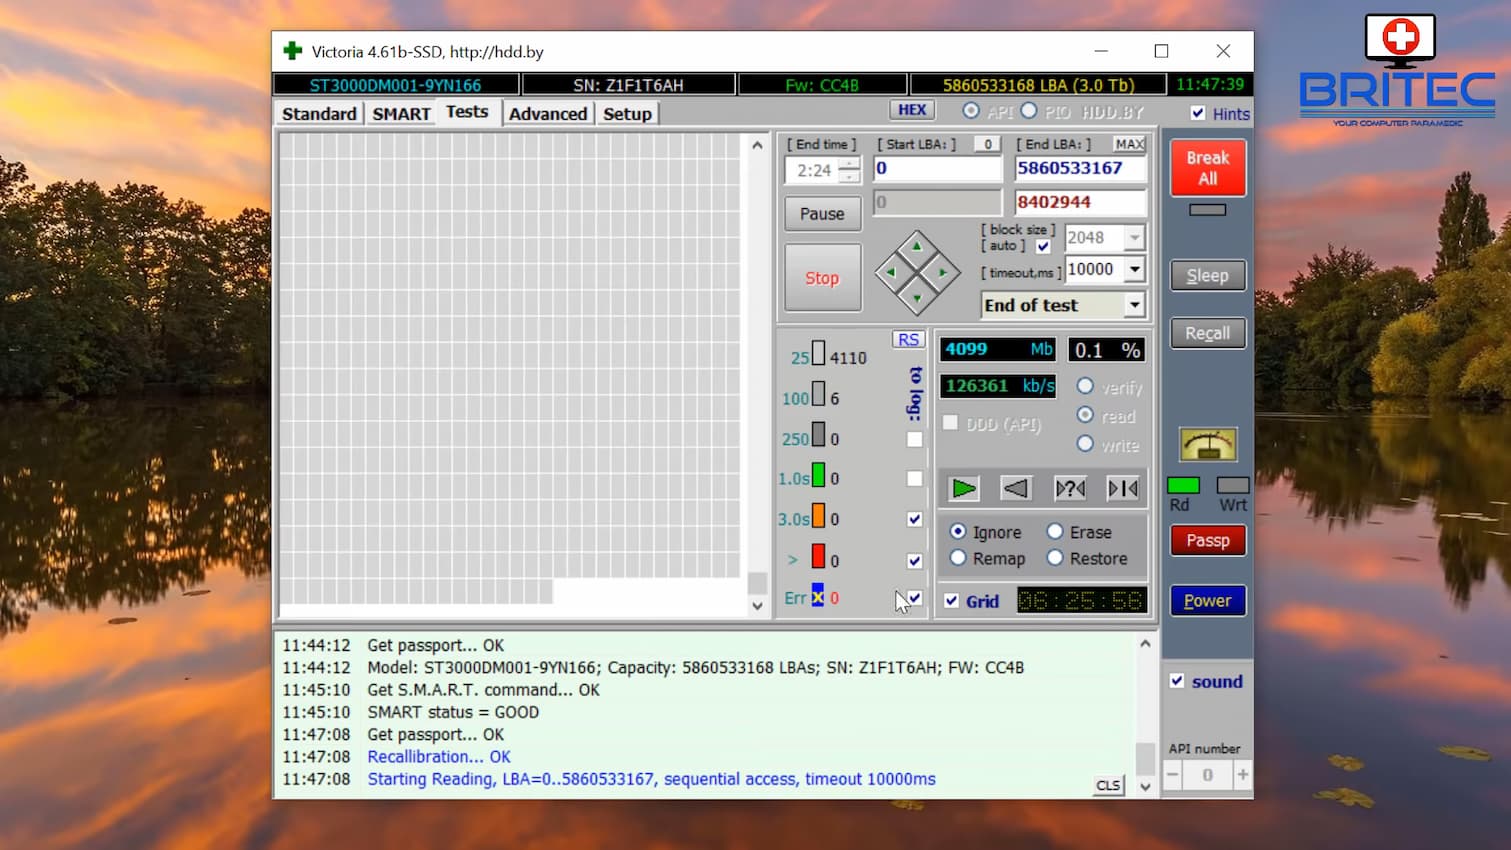 Victoria 4.61b-SSD, http://hdd.by
BRITEC
YOUR COMPUTER PARAMEDIC
ST3000DM001-9YN166 SN: Z1F1T6AH Fw: CC4B 5860533168 LBA (3.0 Tb) 11:47:39
Standard SMART Tests Advanced Setup HEX API PIO HDD.BY Hints
[ End time ] [ Start LBA: ] 0 [ End LBA: ] MAX
2:24 0 5860533167
0 8402944
Pause
[ block size ]
[ auto ] 2048
[ timeout,ms ] 10000
Stop
End of test
Break
All
Sleep
Recall
RS
to log:
25 4110
100 6
250 0
1.0s 0
3.0s 0
> 0
Err x 0
4099 Mb 0.1 %
126361 kb/s verify
DDD (API) read
write
?
Ignore Erase
Remap Restore
Grid 06:25:56
Rd Wrt
Passp
Power
11:44:12 Get passport... OK
11:44:12 Model: ST3000DM001-9YN166; Capacity: 5860533168 LBAs; SN: Z1F1T6AH; FW: CC4B
11:45:10 Get S.M.A.R.T. command... OK
11:45:10 SMART status = GOOD
11:47:08 Get passport... OK
11:47:08 Recallibration... OK
11:47:08 Starting Reading, LBA=0..5860533167, sequential access, timeout 10000ms
CLS
sound
API number
0